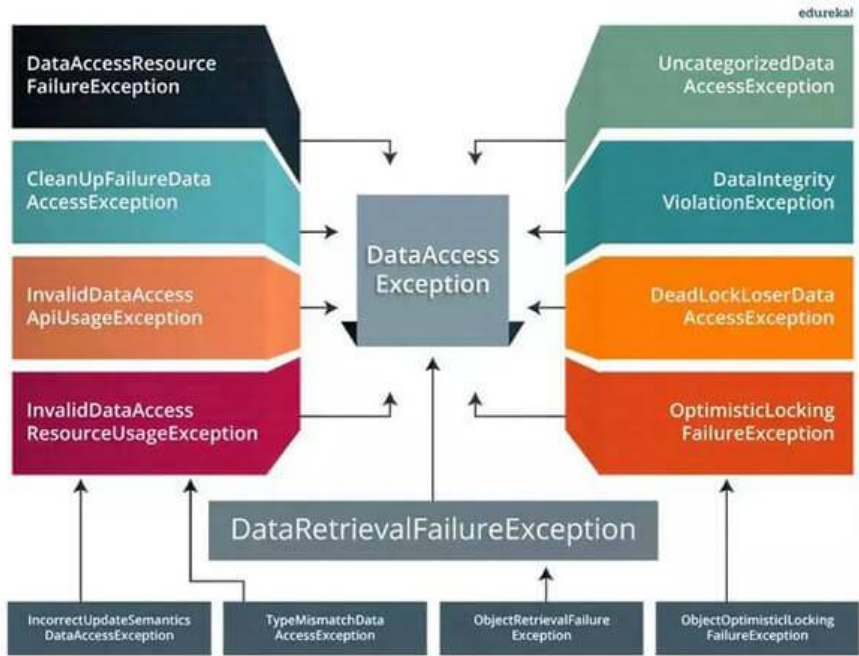 edureka!
DataAccessResource
FailureException
UncategorizedData
AccessException
CleanUpFailureData
AccessException
DataIntegrity
ViolationException
DataAccess
Exception
InvalidDataAccess
ApiUsageException
DeadLockLoserData
AccessException
InvalidDataAccess
ResourceUsageException
OptimisticLocking
FailureException
DataRetrievalFailureException
IncorrectUpdateSemantics
DataAccessException
TypeMismatchData
AccessException
ObjectRetrievalFailure
Exception
ObjectOptimisticlLocking
FailureException